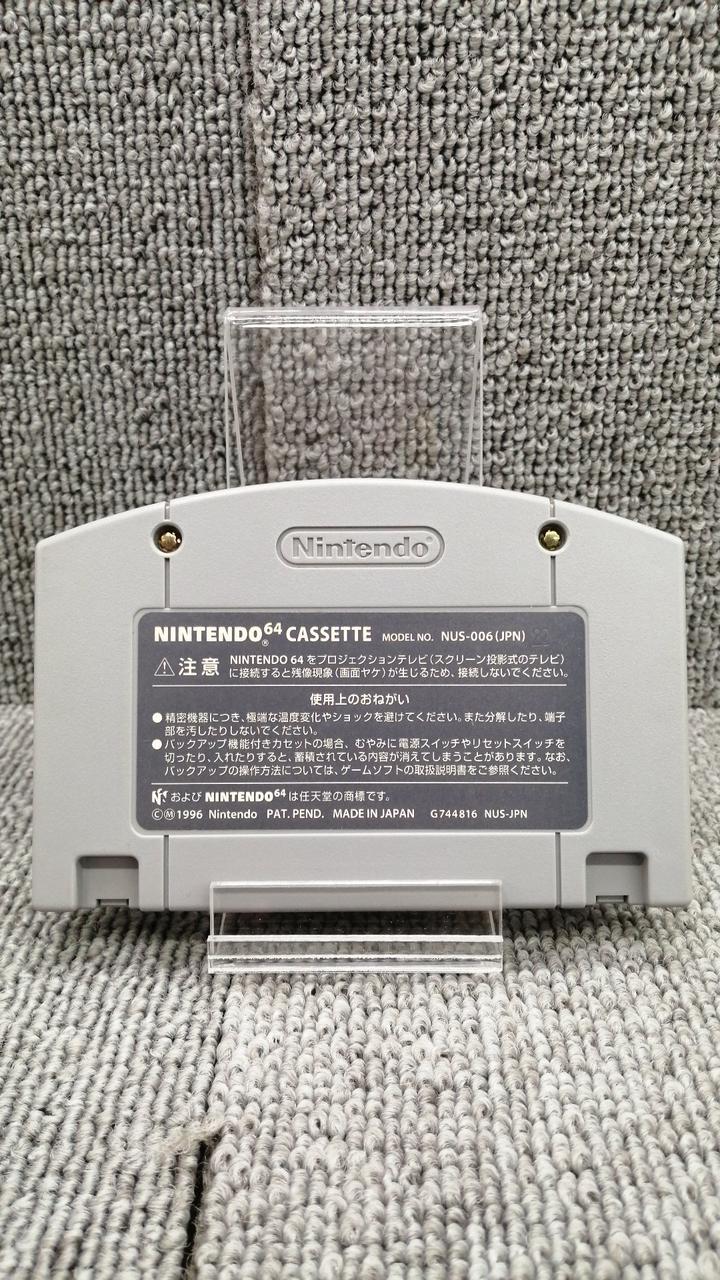 Nintendo®
NINTENDO64® CASSETTE MODEL NO. NUS-006(JPN)
⚠注意 NINTENDO 64 をプロジェクションテレビ(スクリーン投影式のテレビ)
に接続すると残像現象(画面ヤケ)が生じるため、接続しないでください。
使用上のおねがい
●精密機器につき、極端な温度変化やショックを避けてください。また分解したり、端子
部を汚したりしないでください。
●バックアップ機能付きカセットの場合、むやみに電源スイッチやリセットスイッチを
切ったり、入れたりすると、蓄積されている内容が消えてしまうことがあります。なお、
バックアップの操作方法については、ゲームソフトの取扱説明書をご参照ください。
および NINTENDO64 は任天堂の商標です。
ⒸⓂ1996 Nintendo PAT. PEND. MADE IN JAPAN G744816 NUS-JPN